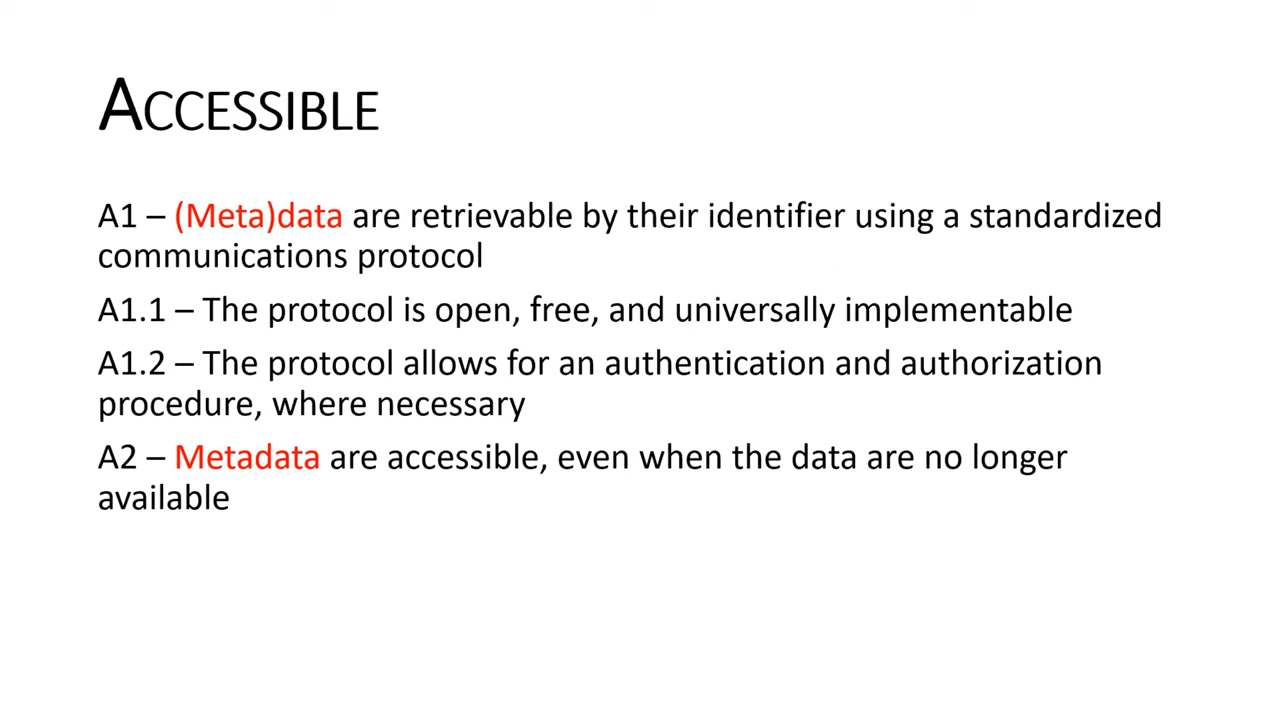 ACCESSIBLE
A1 – (Meta)data are retrievable by their identifier using a standardized
communications protocol
A1.1 – The protocol is open, free, and universally implementable
A1.2 – The protocol allows for an authentication and authorization
procedure, where necessary
A2 – Metadata are accessible, even when the data are no longer
available